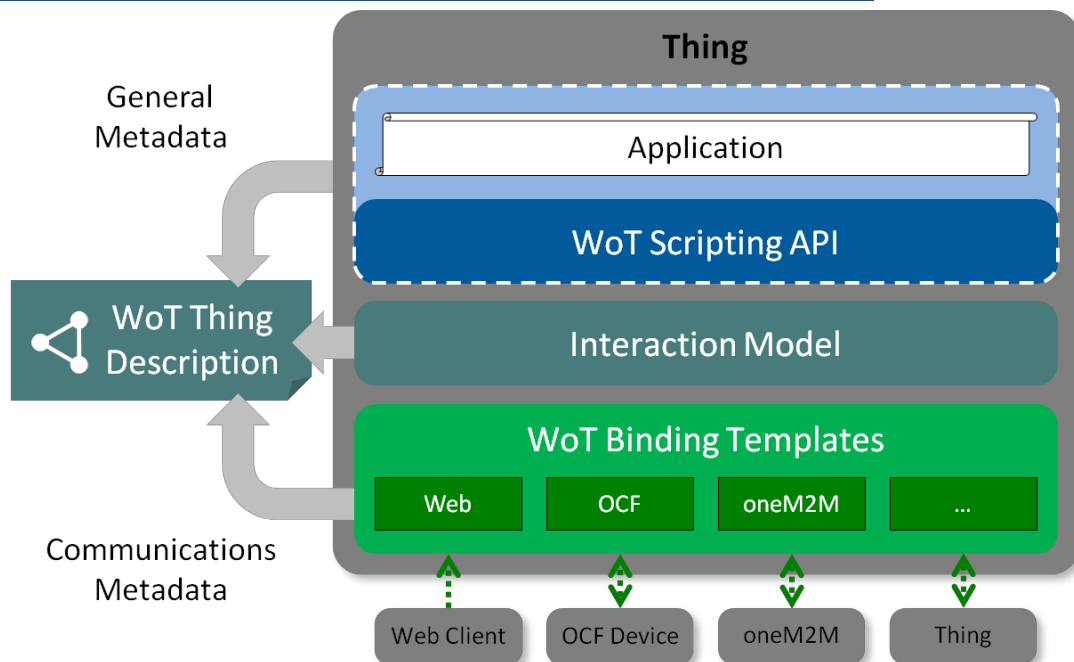 Thing
General
Metadata
Application
WoT Scripting API
WoT Thing
Description
Interaction Model
WoT Binding Templates
Web
OCF
oneM2M
...
Communications
Metadata
Web Client
OCF Device
oneM2M
Thing